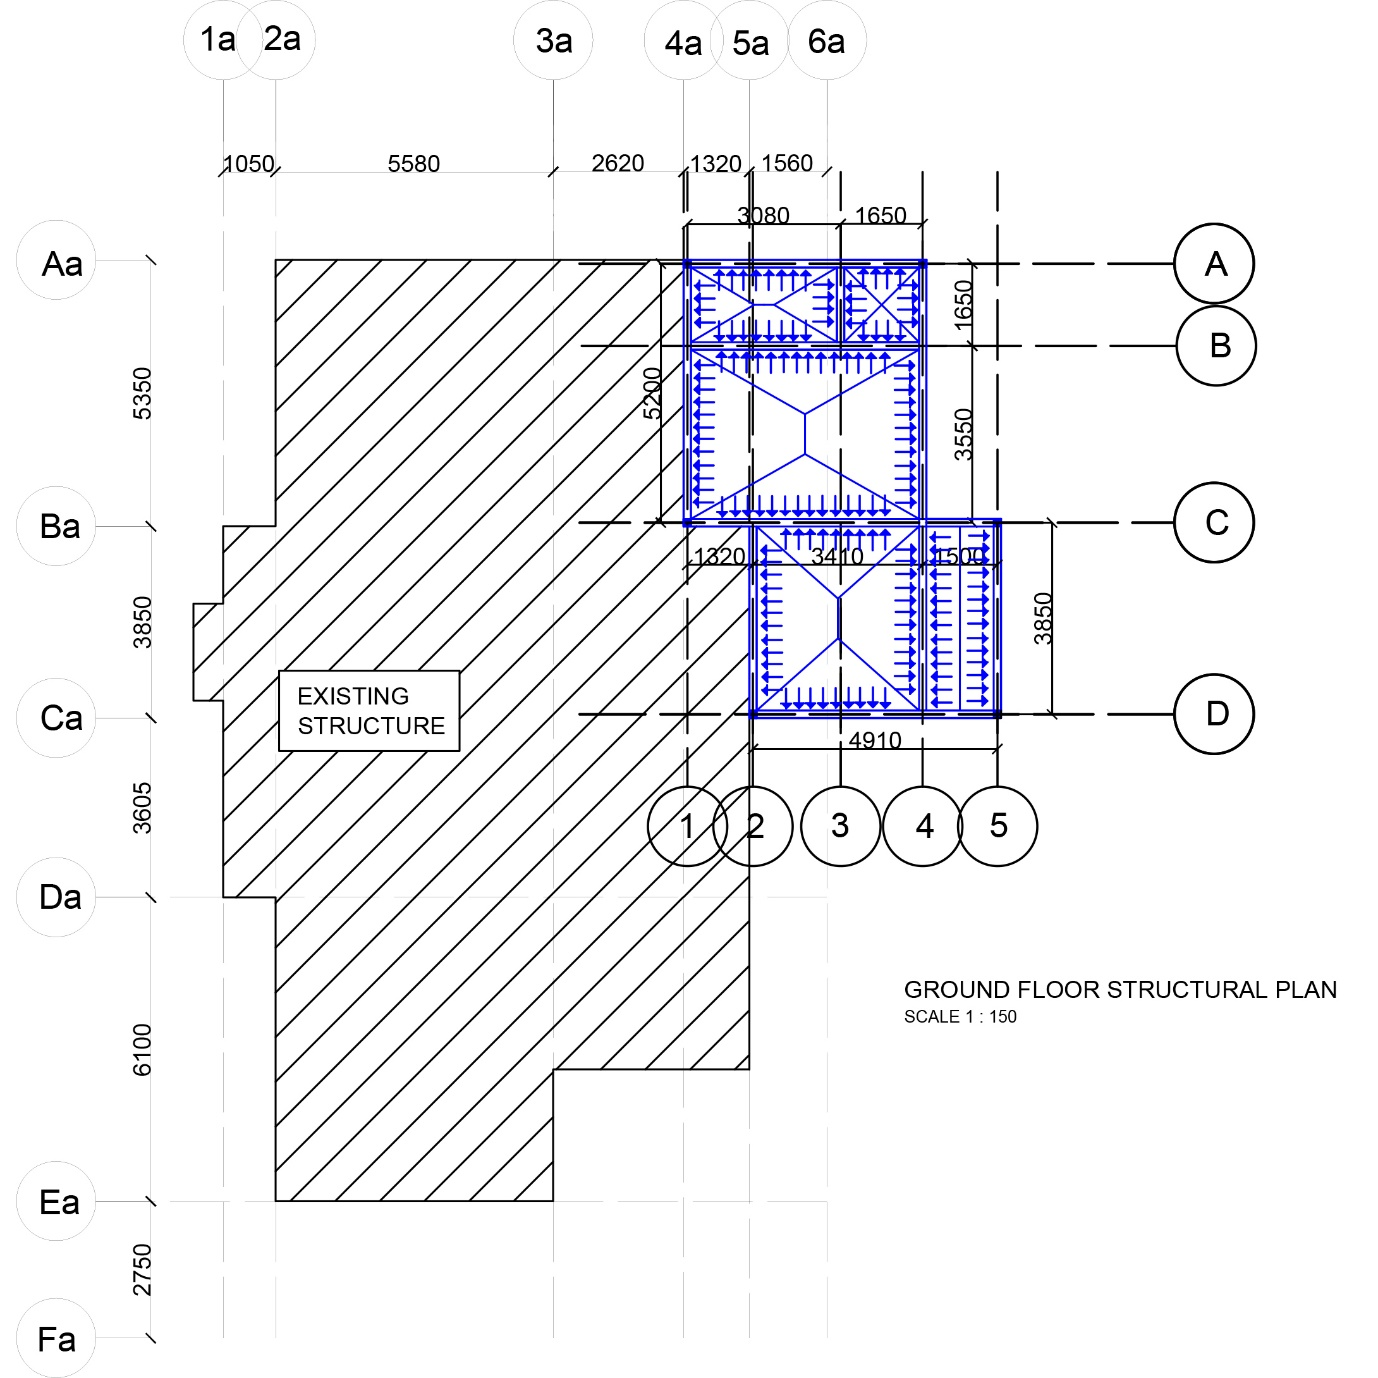 1a 2a 3a 4a 5a 6a
1050 5580 2620 1320 1560
3080 1650
Aa
A
1650
B
5350
5200
3550
Ba
C
1320 3410 1500
3850
3850
EXISTING
STRUCTURE
Ca
D
4910
3605
1 2 3 4 5
Da
GROUND FLOOR STRUCTURAL PLAN
SCALE 1 : 150
6100
Ea
2750
Fa